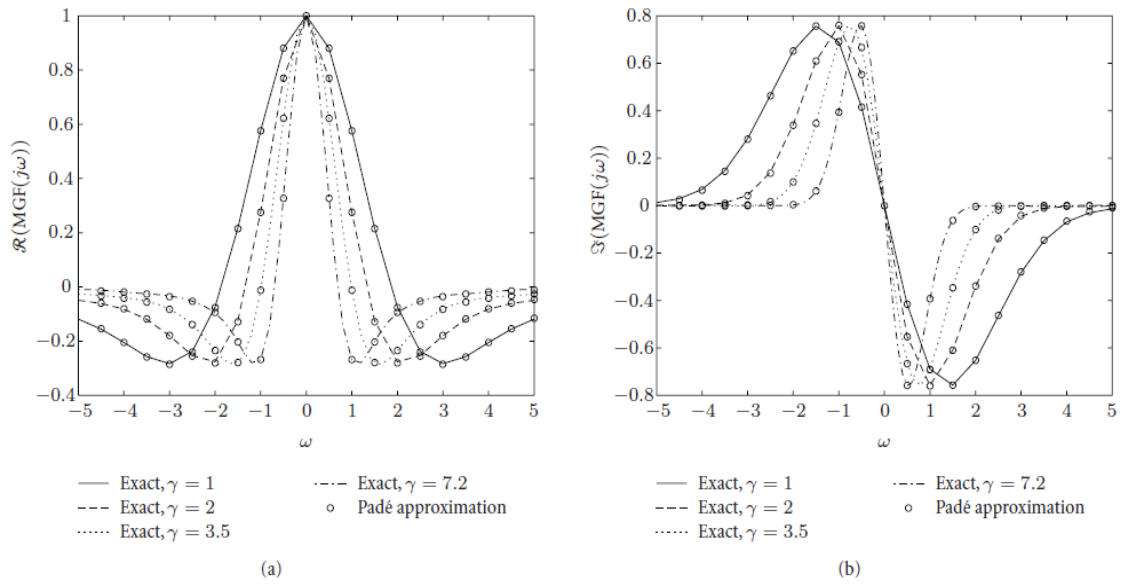 ℛ(MGF(jω))
1
0.8
0.6
0.4
0.2
0
−0.2
−0.4
−5 −4 −3 −2 −1 0 1 2 3 4 5
ω
Exact, γ = 1
Exact, γ = 2
Exact, γ = 3.5
Exact, γ = 7.2
Padé approximation
(a)
ℑ(MGF(jω))
0.8
0.6
0.4
0.2
0
−0.2
−0.4
−0.6
−0.8
−5 −4 −3 −2 −1 0 1 2 3 4 5
ω
Exact, γ = 1
Exact, γ = 2
Exact, γ = 3.5
Exact, γ = 7.2
Padé approximation
(b)